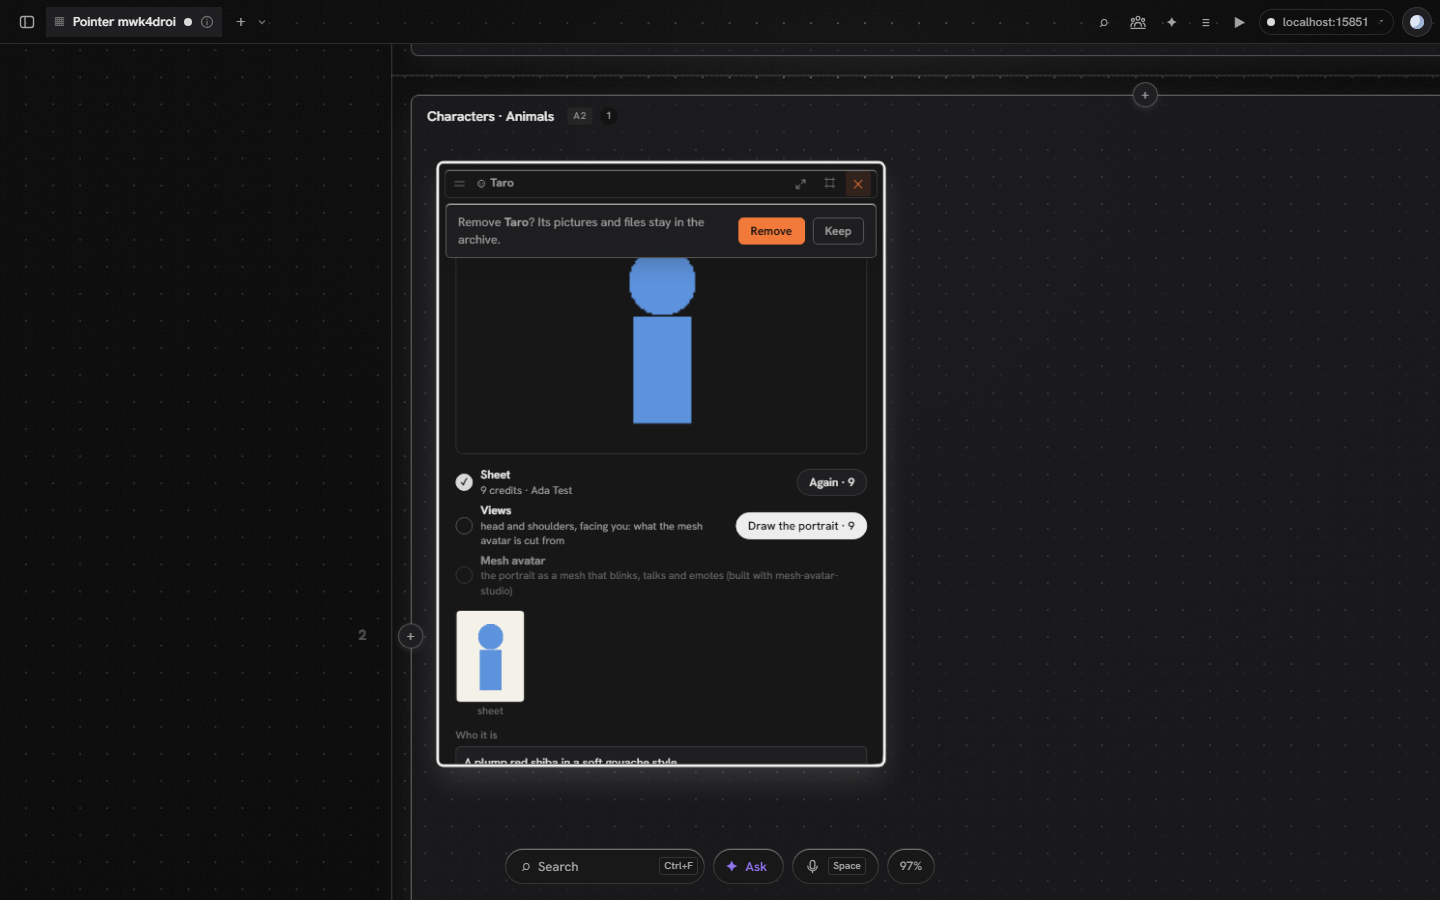 Pointer mwk4droi
localhost:15851
Characters · Animals A2 1
Taro
Remove Taro? Its pictures and files stay in the
archive.
Remove
Keep
Sheet
9 credits · Ada Test
Again · 9
Views
head and shoulders, facing you: what the mesh
avatar is cut from
Draw the portrait · 9
Mesh avatar
the portrait as a mesh that blinks, talks and emotes (built with mesh-avatar-
studio)
2
sheet
Who it is
A plump red shiba in a soft gouache style
Search Ctrl+F
Ask
Space
97%